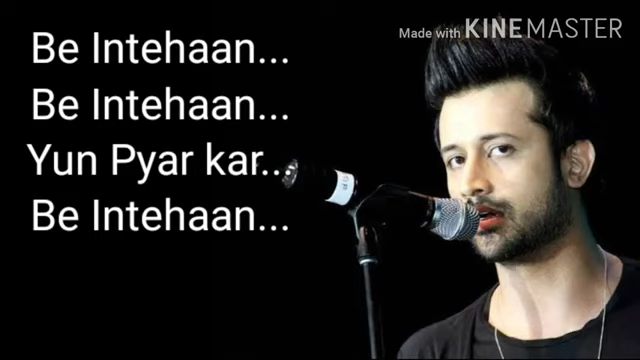 Made with KINEMASTER
Be Intehaan...
Be Intehaan...
Yun Pyar kar...
Be Intehaan...